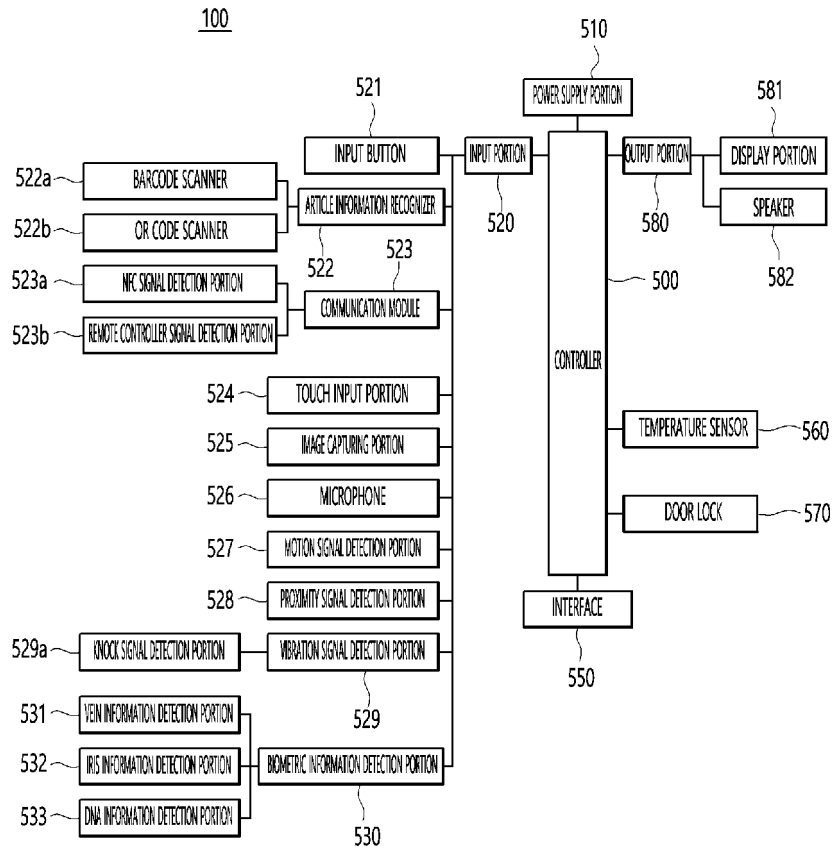 100
510
POWER SUPPLY PORTION
521
INPUT BUTTON
INPUT PORTION
520
OUTPUT PORTION
580
581
DISPLAY PORTION
SPEAKER
582
522a
BARCODE SCANNER
522b
OR CODE SCANNER
ARTICLE INFORMATION RECOGNIZER
522
523a
NFC SIGNAL DETECTION PORTION
523b
REMOTE CONTROLLER SIGNAL DETECTION PORTION
523
COMMUNICATION MODULE
500
CONTROLLER
524
TOUCH INPUT PORTION
525
IMAGE CAPTURING PORTION
526
MICROPHONE
527
MOTION SIGNAL DETECTION PORTION
528
PROXIMITY SIGNAL DETECTION PORTION
TEMPERATURE SENSOR
560
DOOR LOCK
570
INTERFACE
550
529a
KNOCK SIGNAL DETECTION PORTION
VIBRATION SIGNAL DETECTION PORTION
529
531
VEIN INFORMATION DETECTION PORTION
532
IRIS INFORMATION DETECTION PORTION
533
DNA INFORMATION DETECTION PORTION
BIOMETRIC INFORMATION DETECTION PORTION
530